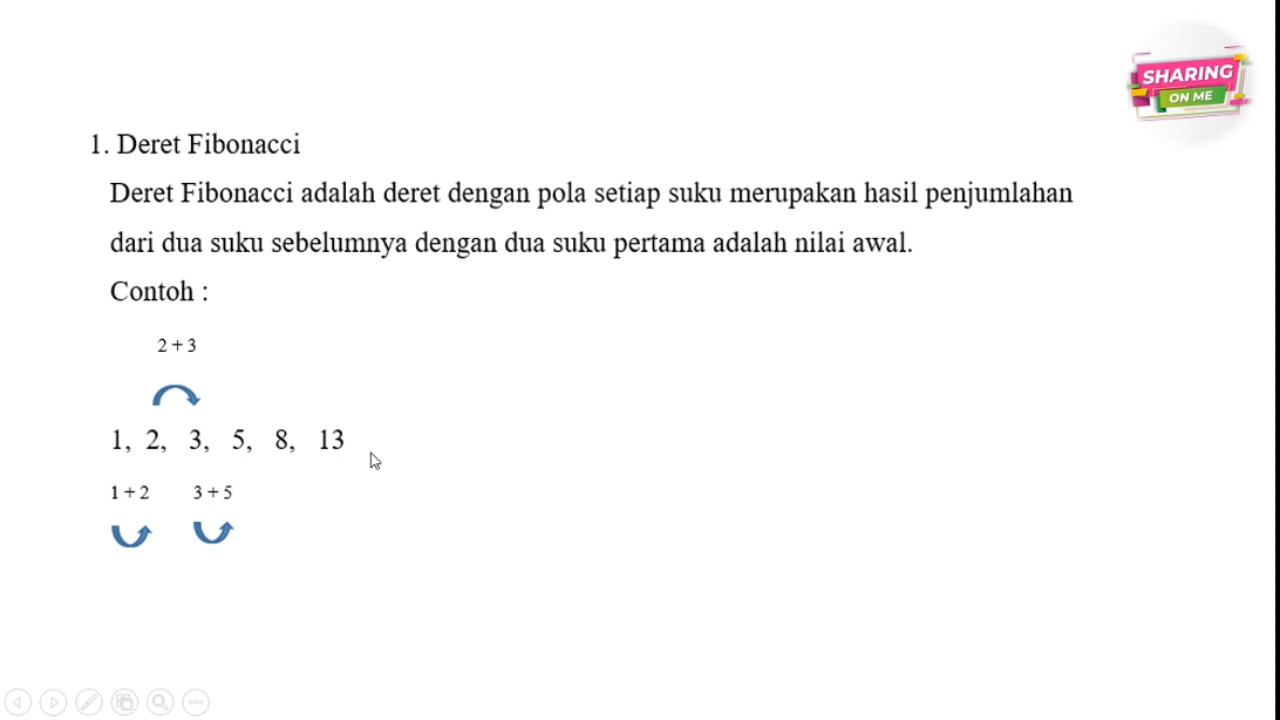 SHARING
ON ME
1. Deret Fibonacci
Deret Fibonacci adalah deret dengan pola setiap suku merupakan hasil penjumlahan
dari dua suku sebelumnya dengan dua suku pertama adalah nilai awal.
Contoh :
2 + 3
1, 2, 3, 5, 8, 13
1 + 2 3 + 5